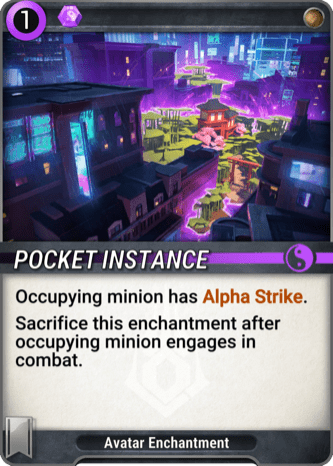 1
POCKET INSTANCE
Occupying minion has Alpha Strike.
Sacrifice this enchantment after
occupying minion engages in
combat.
Avatar Enchantment